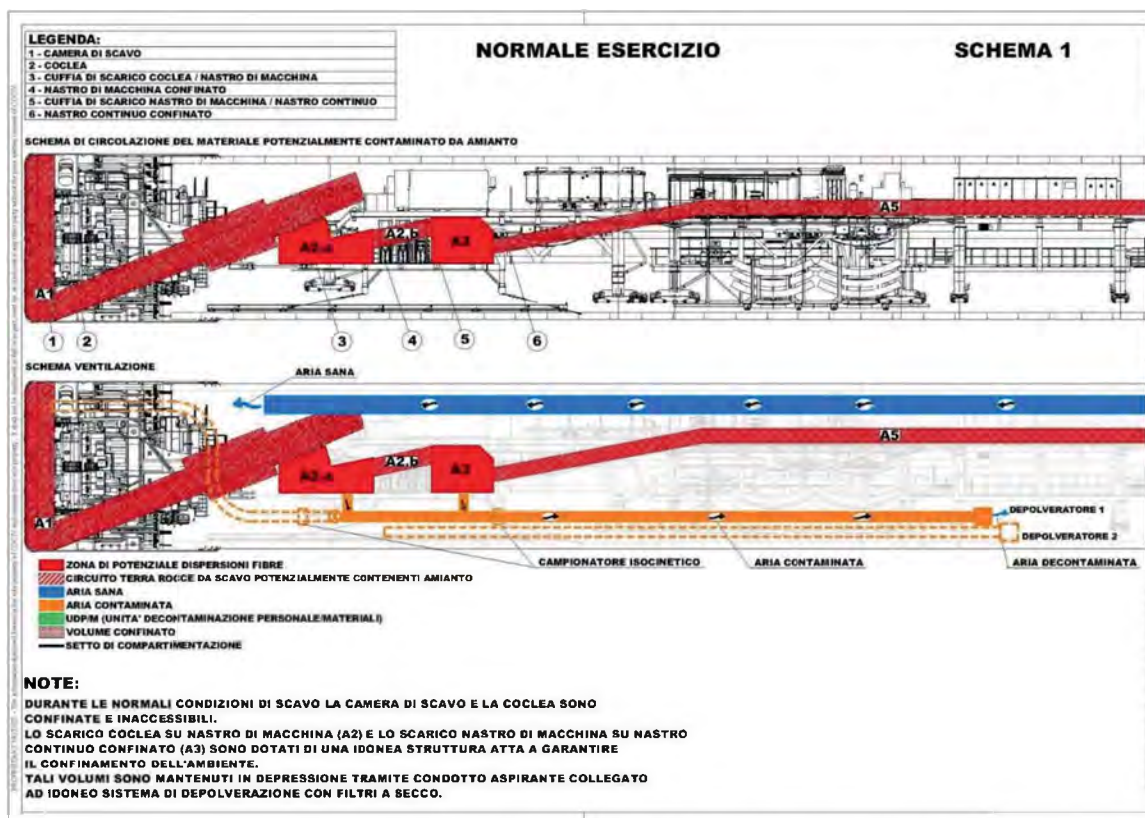 LEGENDA:
1 - CAMERA DI SCAVO
2 - COCLEA
3 - CUFFIA DI SCARICO COCLEA / NASTRO DI MACCHINA
4 - NASTRO DI MACCHINA CONFINATO
5 - CUFFIA DI SCARICO NASTRO DI MACCHINA / NASTRO CONTINUO
6 - NASTRO CONTINUO CONFINATO
NORMALE ESERCIZIO
SCHEMA 1
SCHEMA DI CIRCOLAZIONE DEL MATERIALE POTENZIALMENTE CONTAMINATO DA AMIANTO
A5
A2.b
A3
A2.a
A1
1 2 3 4 5 6
SCHEMA VENTILAZIONE
ARIA SANA
A5
A2.b
A3
A2.a
A1
DEPOLVERATORE 1
DEPOLVERATORE 2
CAMPIONATORE ISOCINETICO
ARIA CONTAMINATA
ARIA DECONTAMINATA
ZONA DI POTENZIALE DISPERSIONI FIBRE
CIRCUITO TERRA ROCCE DA SCAVO POTENZIALMENTE CONTENENTI AMIANTO
ARIA SANA
ARIA CONTAMINATA
UDP/M (UNITA' DECONTAMINAZIONE PERSONALE/MATERIALI)
VOLUME CONFINATO
SETTO DI COMPARTIMENTAZIONE
NOTE:
DURANTE LE NORMALI CONDIZIONI DI SCAVO LA CAMERA DI SCAVO E LA COCLEA SONO
CONFINATE E INACCESSIBILI.
LO SCARICO COCLEA SU NASTRO DI MACCHINA (A2) E LO SCARICO NASTRO DI MACCHINA SU NASTRO
CONTINUO CONFINATO (A3) SONO DOTATI DI UNA IDONEA STRUTTURA ATTA A GARANTIRE
IL CONFINAMENTO DELL'AMBIENTE.
TALI VOLUMI SONO MANTENUTI IN DEPRESSIONE TRAMITE CONDOTTO ASPIRANTE COLLEGATO
AD IDONEO SISTEMA DI DEPOLVERAZIONE CON FILTRI A SECCO.